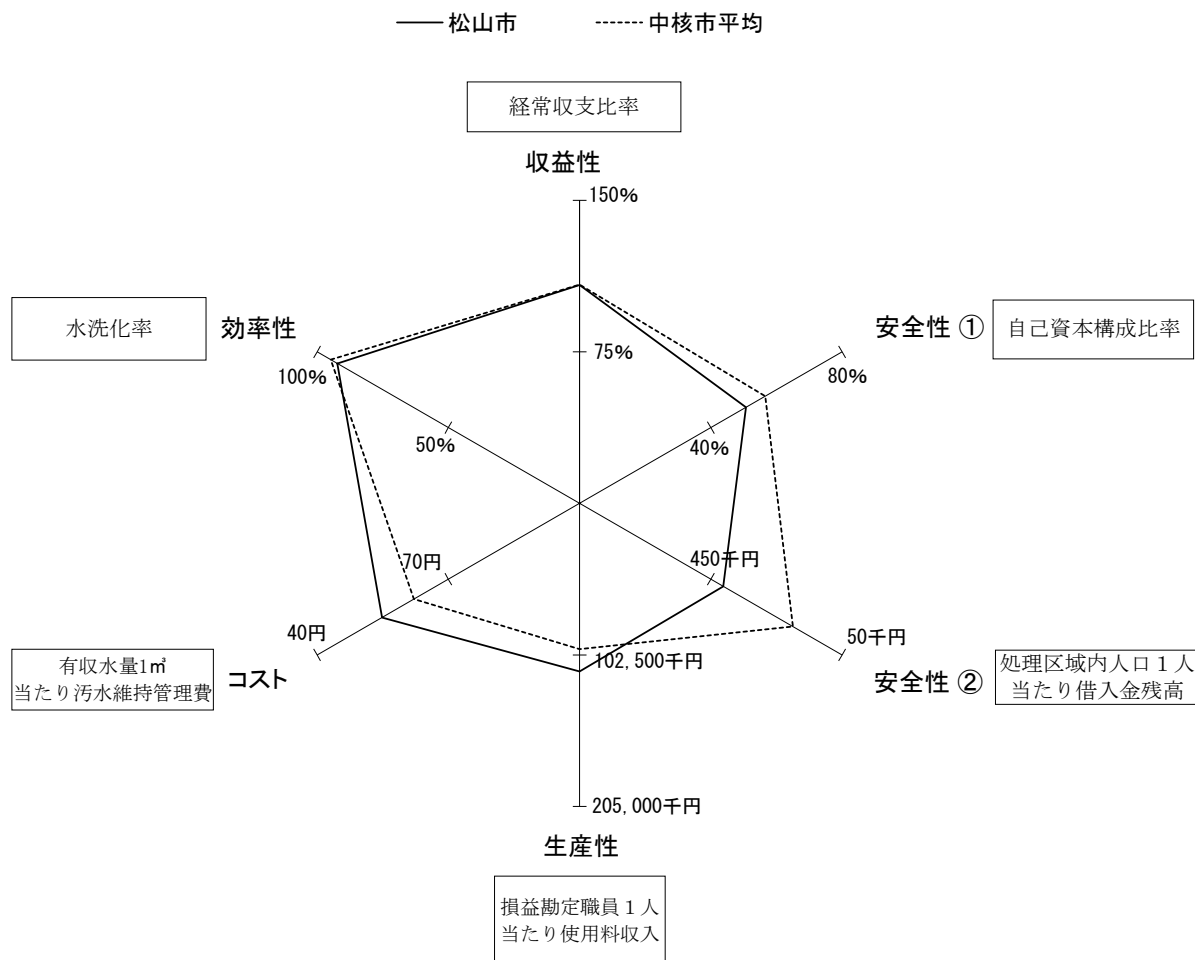 松山市 中核市平均
経常収支比率
収益性
150%
水洗化率
効率性
安全性 ①
自己資本構成比率
100%
75%
80%
50%
40%
70円
450千円
40円
50千円
有収水量1㎥
当たり汚水維持管理費
コスト
102,500千円
安全性 ②
処理区域内人口１人
当たり借入金残高
205,000千円
生産性
損益勘定職員１人
当たり使用料収入